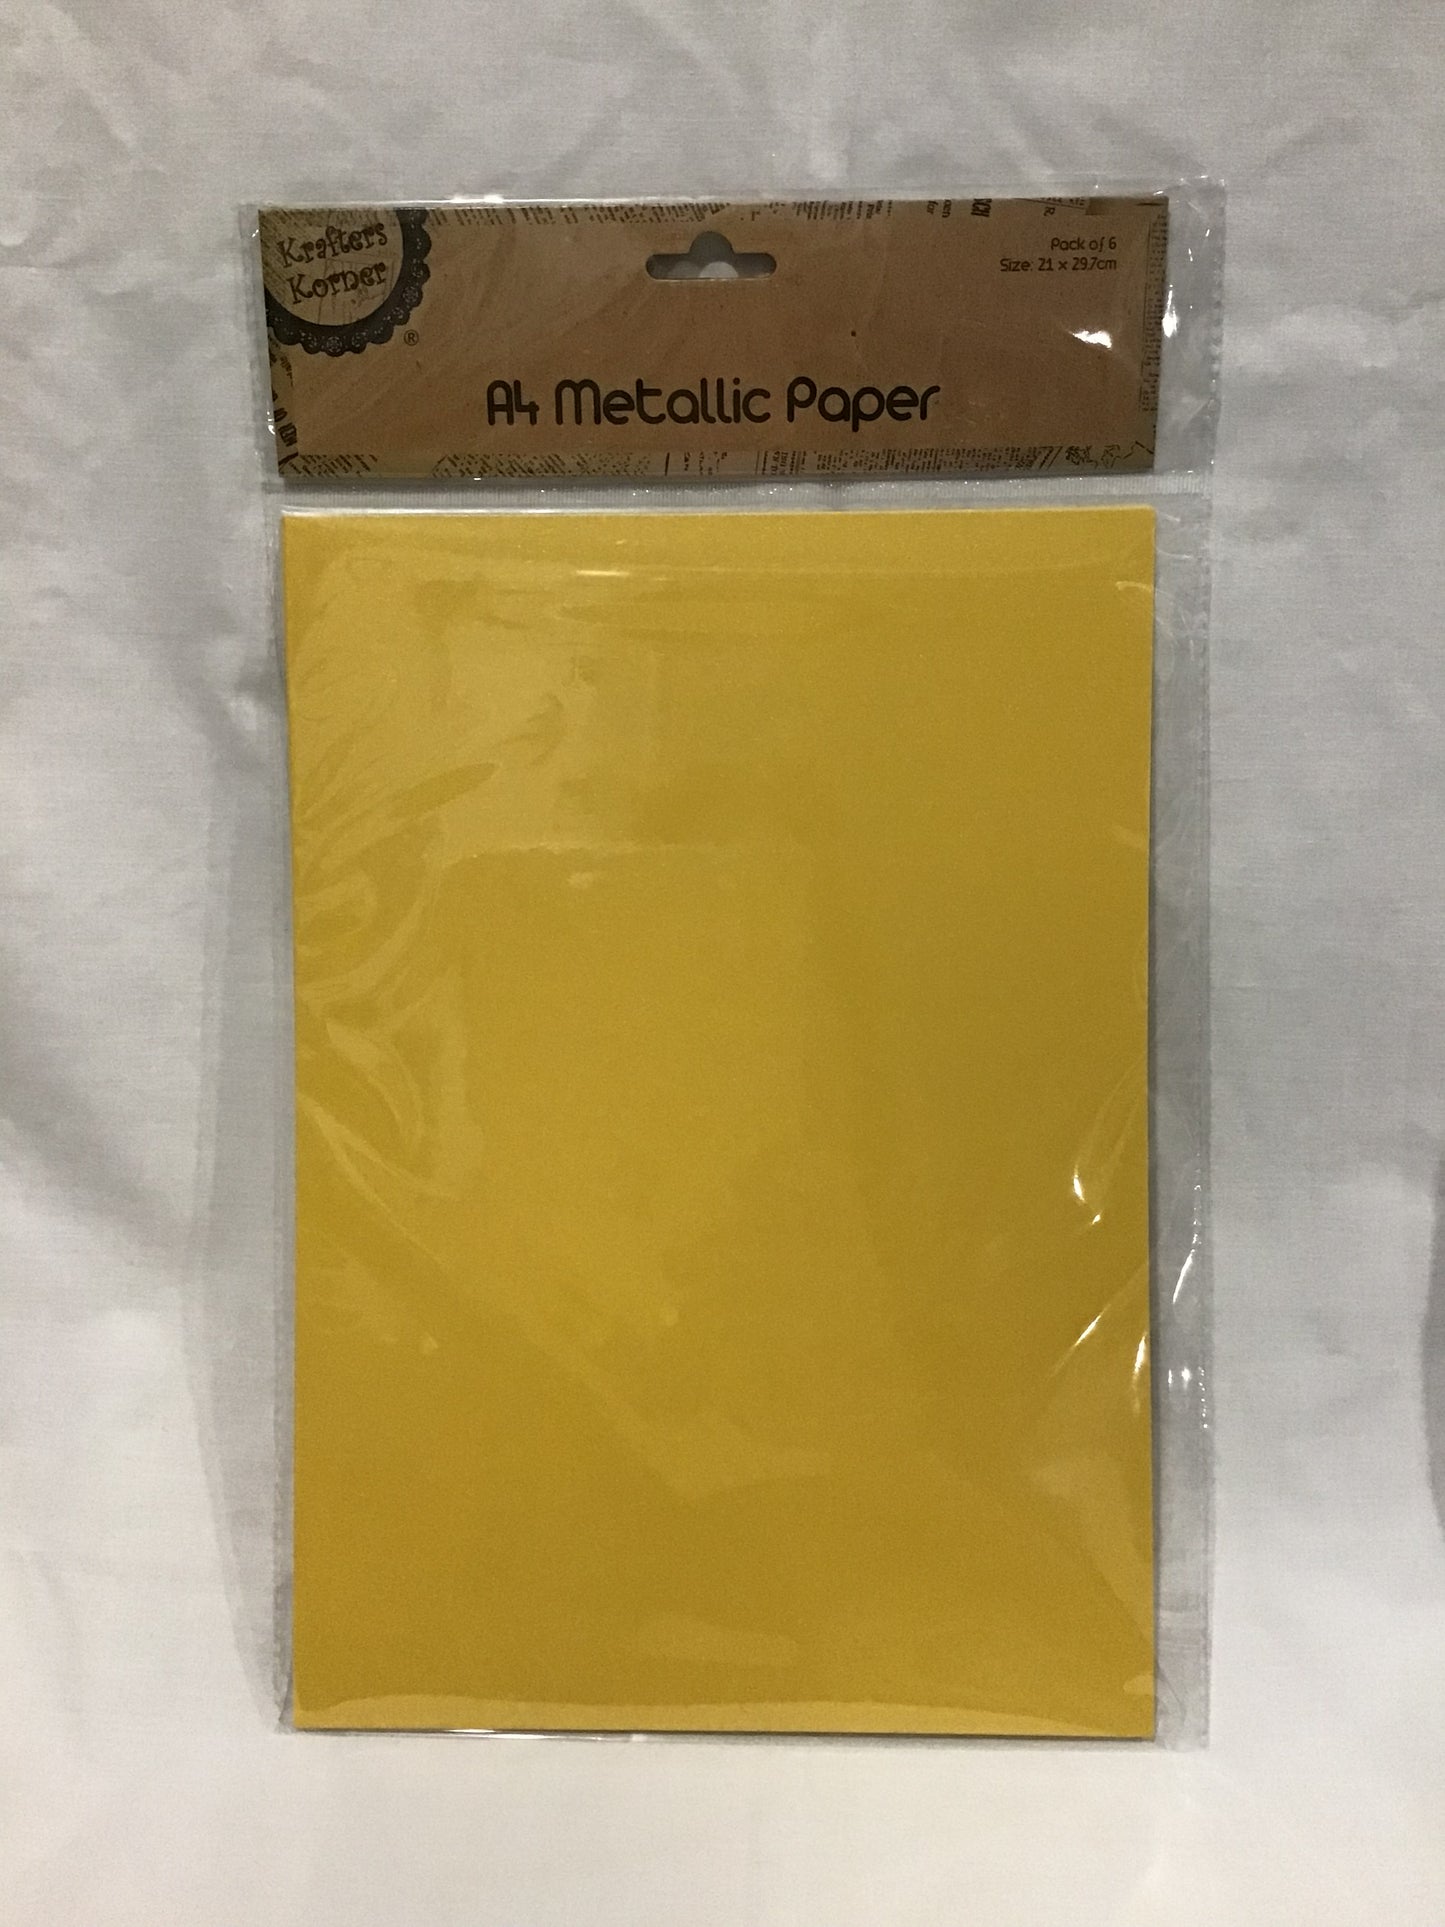 Krafters
Korner
®
Pack of 6
Size: 21 x 29.7cm
A4 Metallic Paper